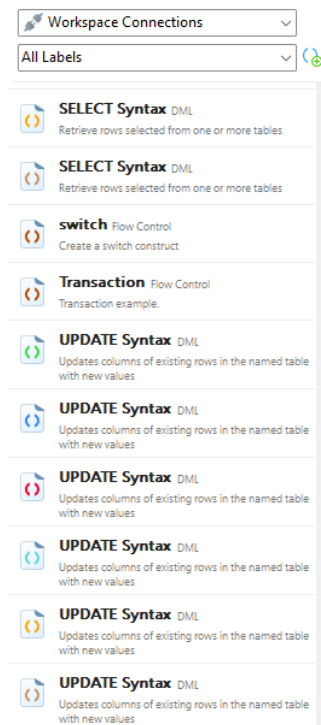 Workspace Connections
All Labels
SELECT Syntax DML
Retrieve rows selected from one or more tables
SELECT Syntax DML
Retrieve rows selected from one or more tables
switch Flow Control
Create a switch construct
Transaction Flow Control
Transaction example.
UPDATE Syntax DML
Updates columns of existing rows in the named table
with new values
UPDATE Syntax DML
Updates columns of existing rows in the named table
with new values
UPDATE Syntax DML
Updates columns of existing rows in the named table
with new values
UPDATE Syntax DML
Updates columns of existing rows in the named table
with new values
UPDATE Syntax DML
Updates columns of existing rows in the named table
with new values
UPDATE Syntax DML
Updates columns of existing rows in the named table
with new values